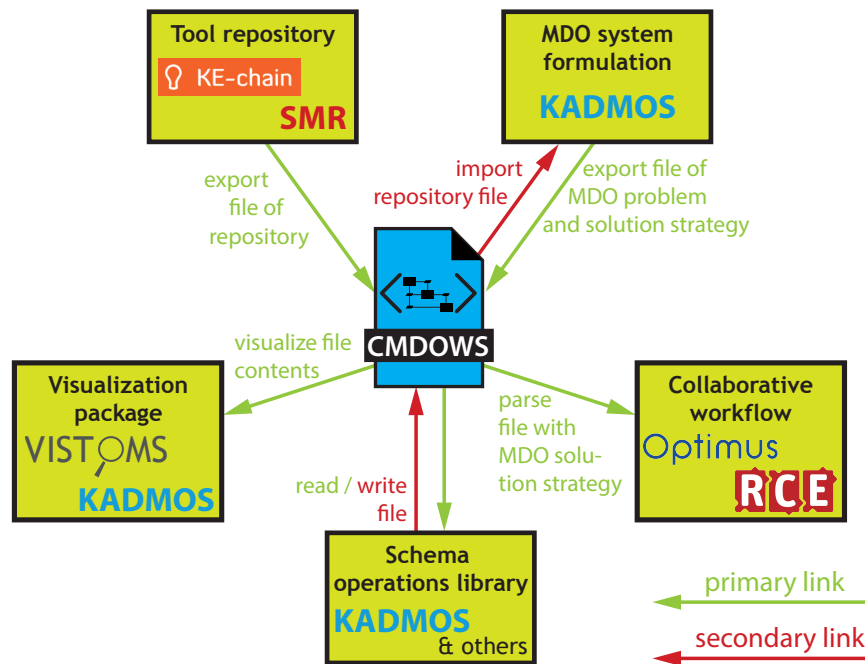 Tool repository
KE-chain
SMR
MDO system
formulation
KADMOS
export
file of
repository
import
repository file
export file of
MDO problem
and solution strategy
CMDOWS
visualize file
contents
Visualization
package
VISTOMS
KADMOS
parse
file with
MDO solu-
tion strategy
Collaborative
workflow
Optimus
RCE
read / write
file
Schema
operations library
KADMOS
& others
primary link
secondary link